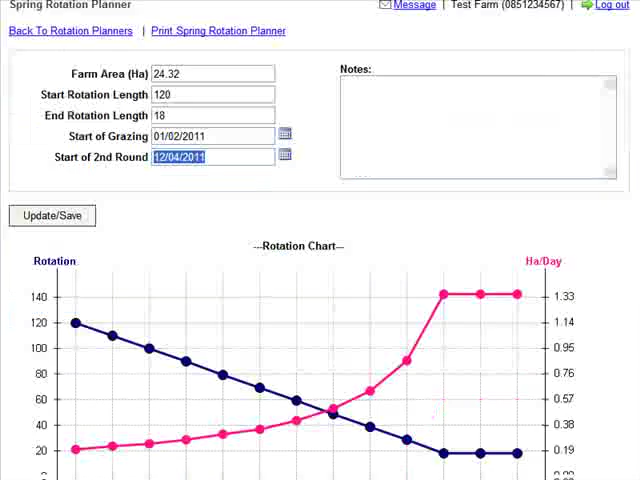 Spring Rotation Planner
Message | Test Farm (0851234567) | Log out
Back To Rotation Planners | Print Spring Rotation Planner
Farm Area (Ha) 24.32
Notes:
Start Rotation Length 120
End Rotation Length 18
Start of Grazing 01/02/2011
Start of 2nd Round 12/04/2011
Update/Save
---Rotation Chart---
Rotation Ha/Day
140 1.33
120 1.14
100 0.95
80 0.76
60 0.57
40 0.38
20 0.19